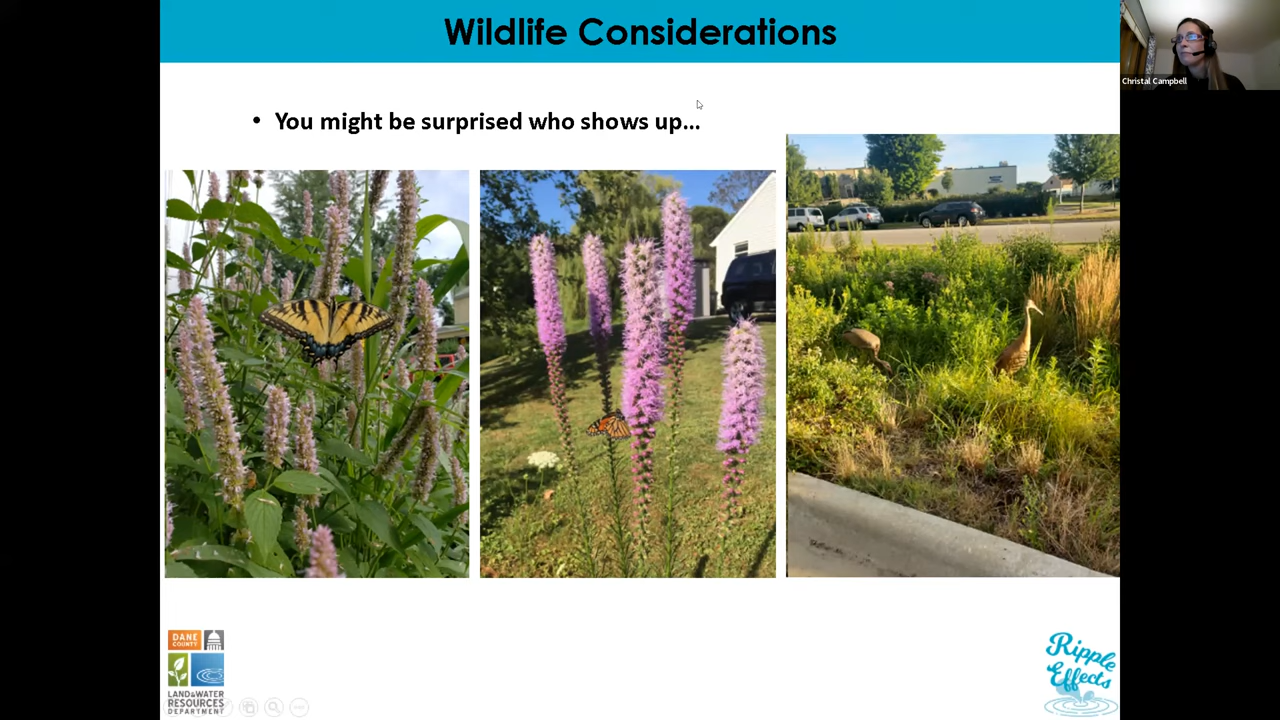 Wildlife Considerations
Christal Campbell
• You might be surprised who shows up...
DANE
COUNTY
LAND & WATER
RESOURCES
DEPARTMENT
Ripple
Effects